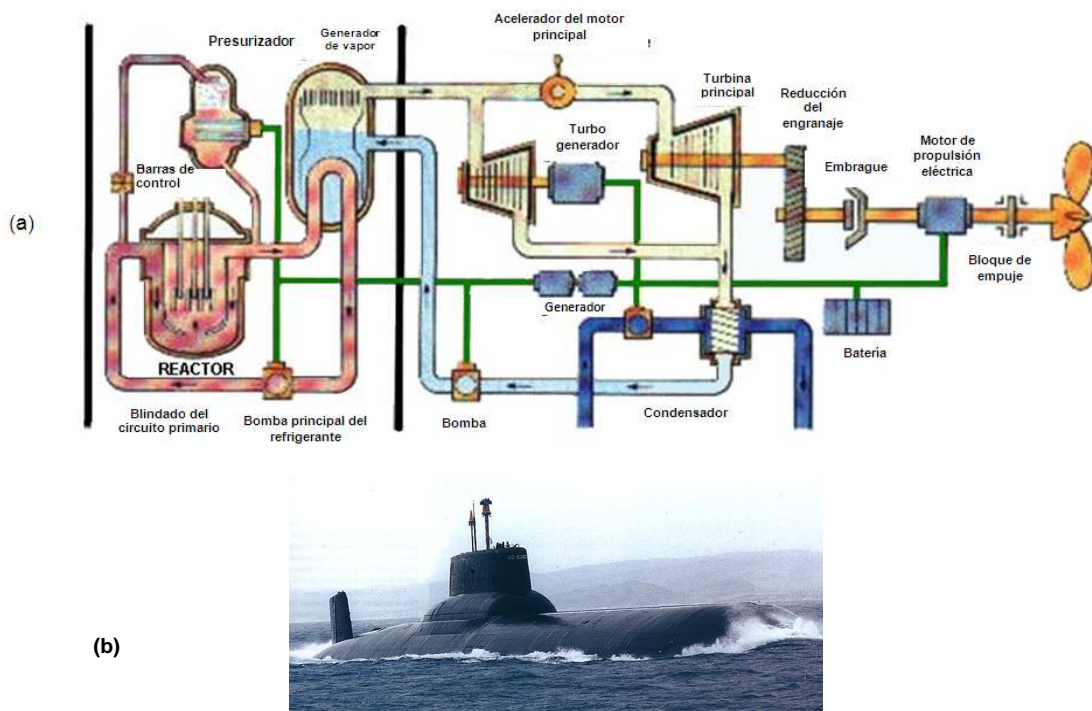 Acelerador del motor
principal
!
Presurizador
Generador
de vapor
Turbina
principal
Reducción
del
engranaje
Turbo
generador
Embrague
Motor de
propulsión
eléctrica
Barras de
control
(a)
Bloque de
empuje
Generador
Batería
REACTOR
Blindado del
circuito primario
Bomba principal del
refrigerante
Bomba
Condensador
(b)